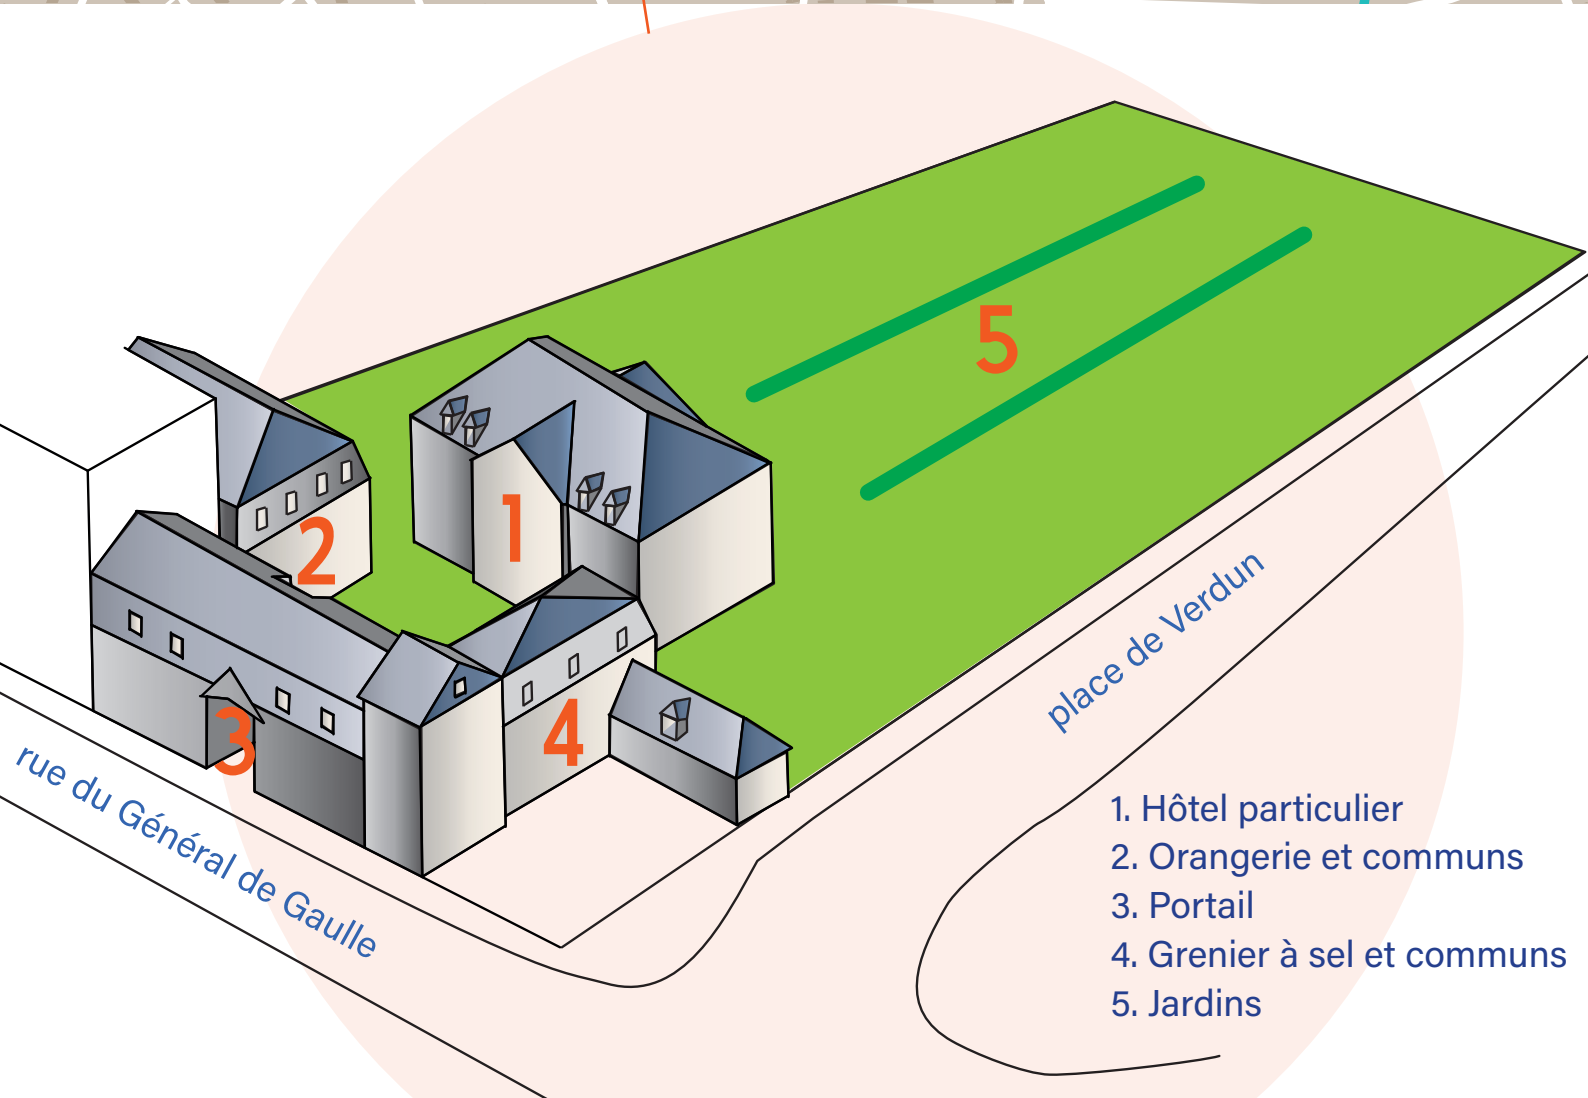 5
1
2
4
3
place de Verdun
rue du Général de Gaulle
1. Hôtel particulier
2. Orangerie et communs
3. Portail
4. Grenier à sel et communs
5. Jardins